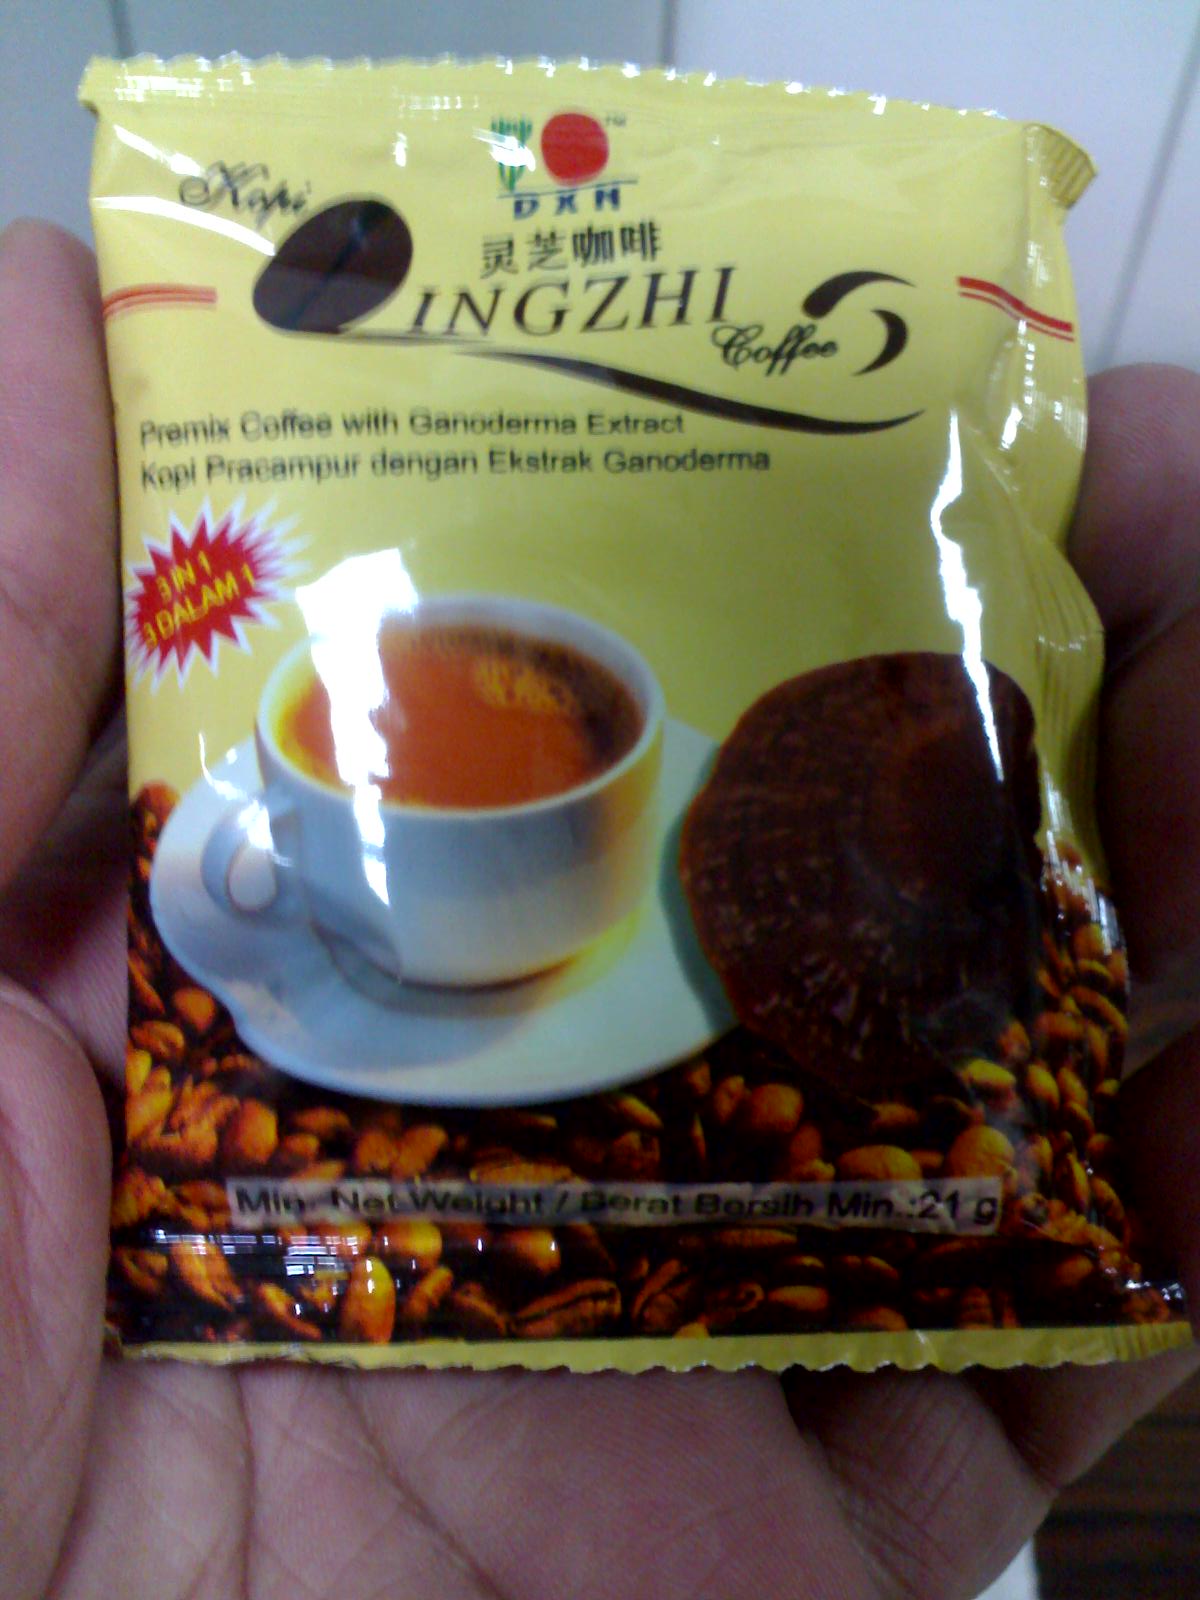 TM
DXN
Kopi
灵芝咖啡
LINGZHI
Coffee
Premix Coffee with Ganoderma Extract
Kopi Pracampur dengan Ekstrak Ganoderma
3 IN 1
3 DALAM 1
Min. Net Weight / Berat Bersih Min.:21 g